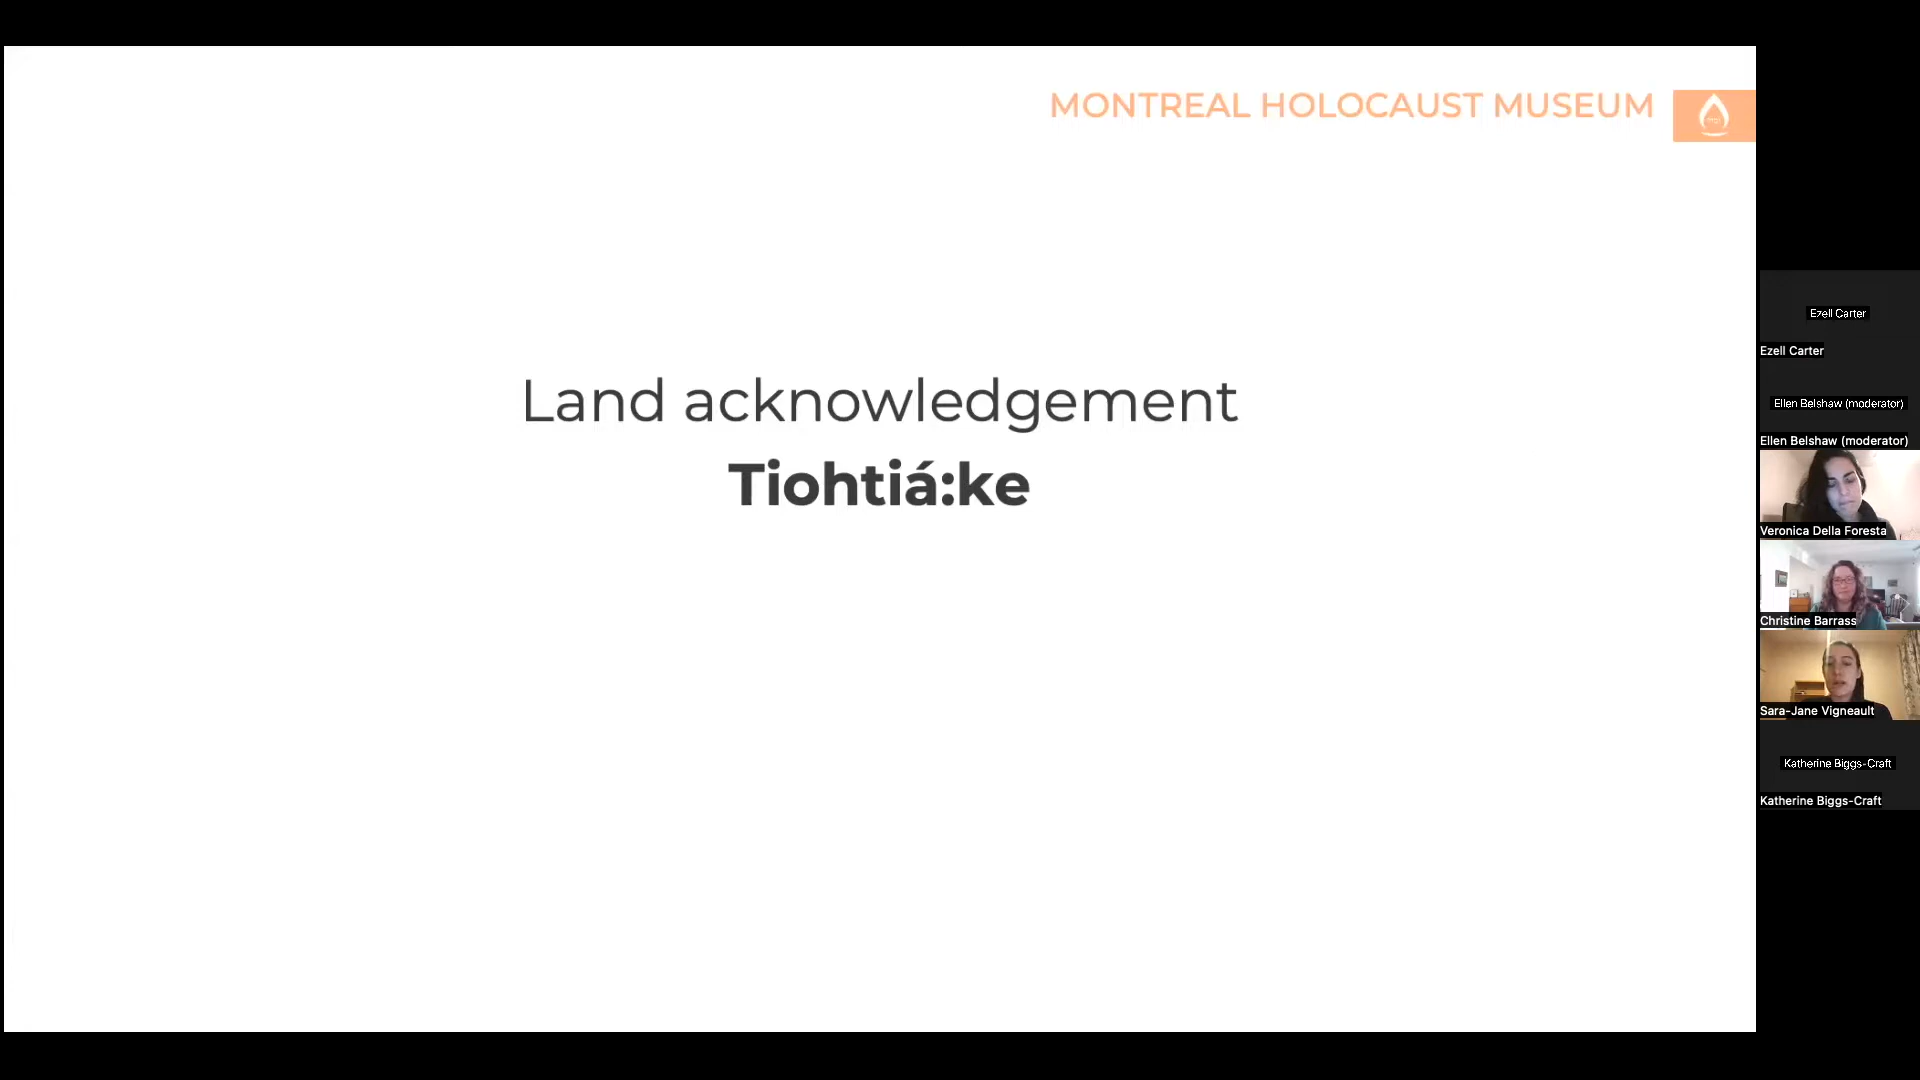 MONTREAL HOLOCAUST MUSEUM
Land acknowledgement
Tiohtiá:ke
Ezell Carter
Ezell Carter
Ellen Belshaw (moderator)
Ellen Belshaw (moderator)
Veronica Della Foresta
Christine Barrass
Sara-Jane Vigneault
Katherine Biggs-Craft
Katherine Biggs-Craft